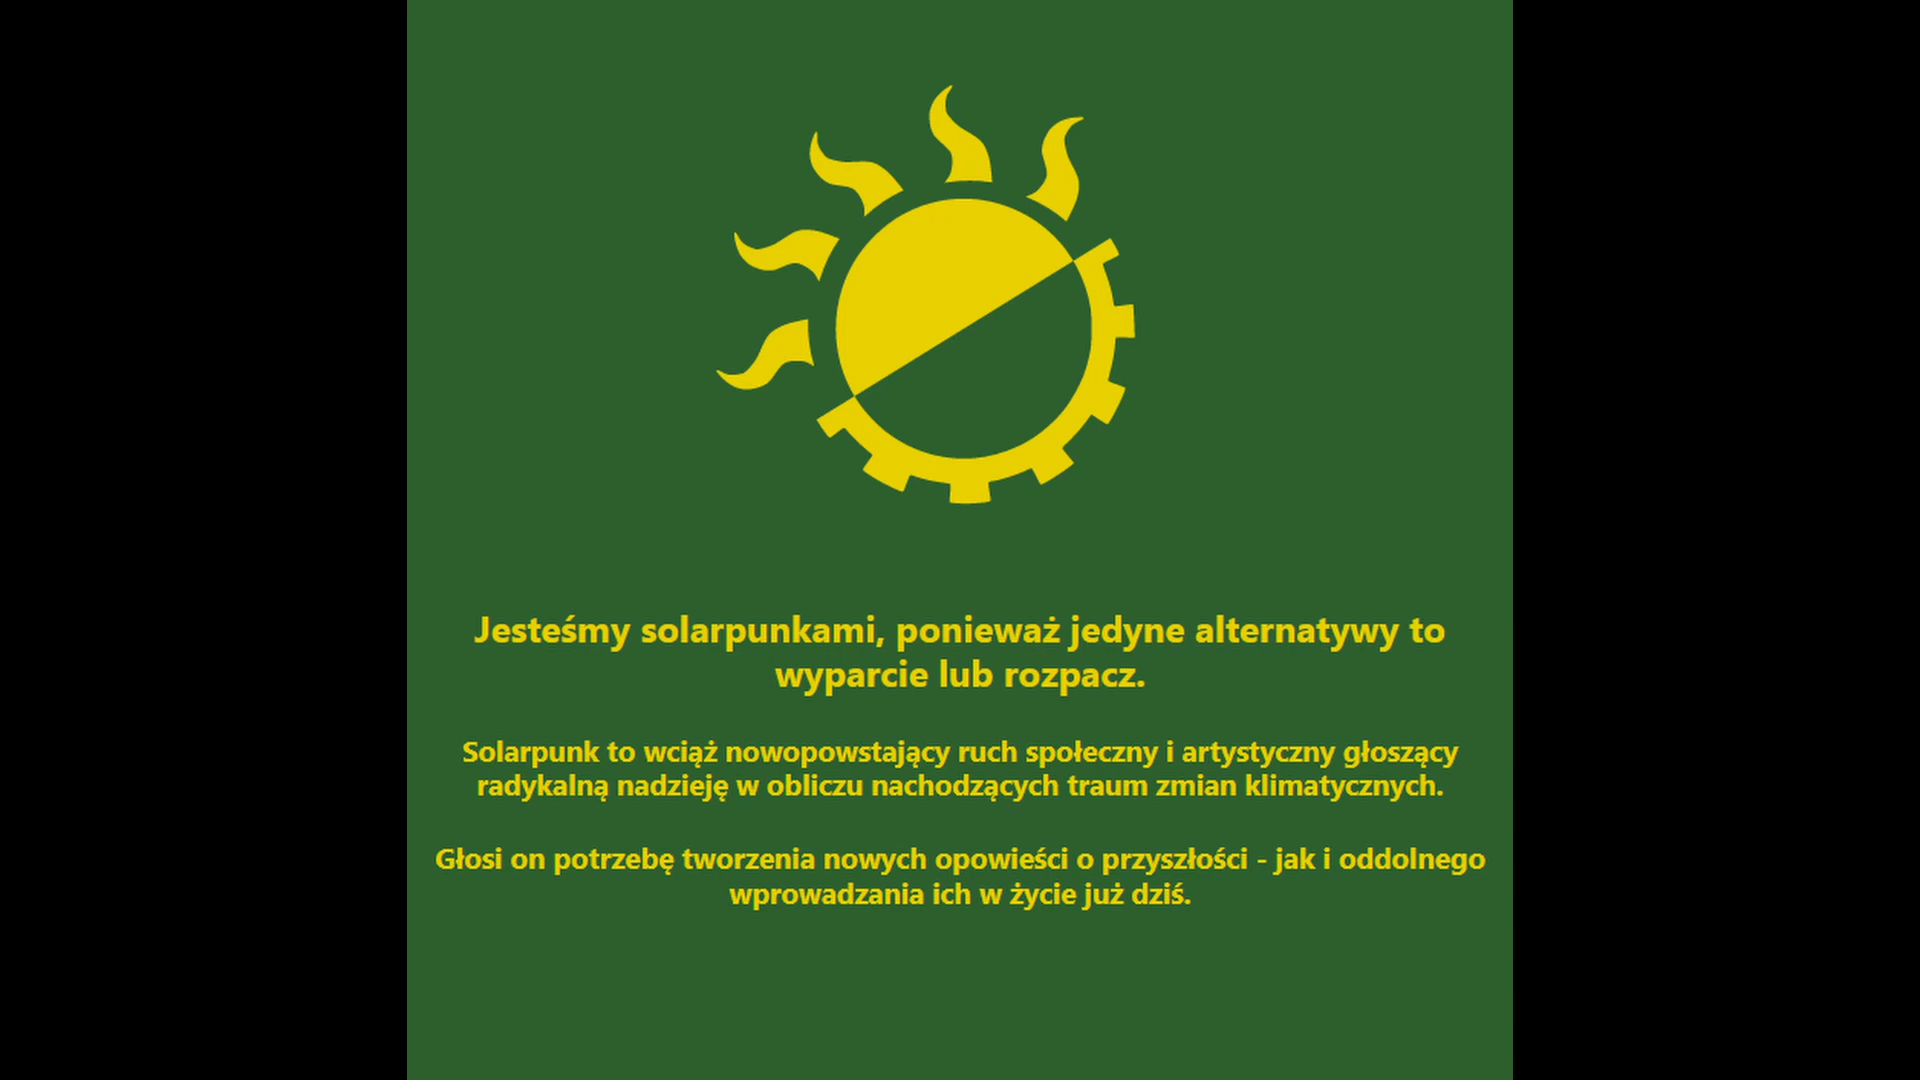 Jesteśmy solarpunkami, ponieważ jedyne alternatywy to
wyparcie lub rozpacz.
Solarpunk to wciąż nowopowstający ruch społeczny i artystyczny głoszący
radykalną nadzieję w obliczu nachodzących traum zmian klimatycznych.
Głosi on potrzebę tworzenia nowych opowieści o przyszłości - jak i oddolnego
wprowadzania ich w życie już dziś.